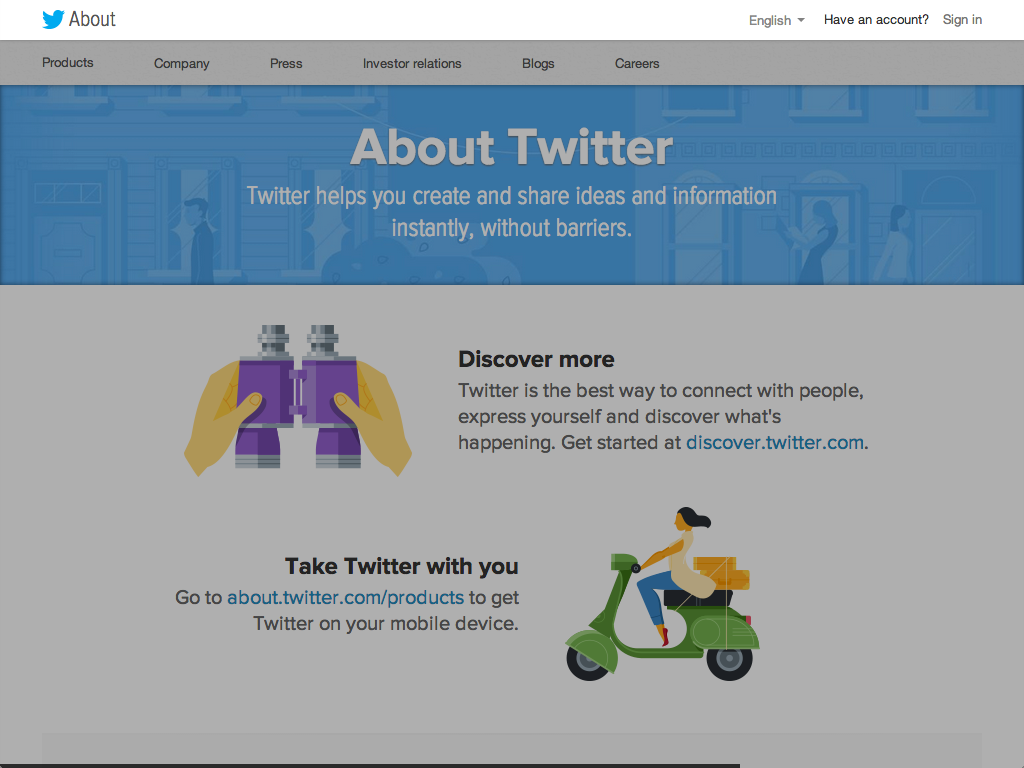 About
English
Have an account? Sign in
Products
Company
Press
Investor relations
Blogs
Careers
About Twitter
Twitter helps you create and share ideas and information
instantly, without barriers.
Discover more
Twitter is the best way to connect with people,
express yourself and discover what's
happening. Get started at discover.twitter.com.
Take Twitter with you
Go to about.twitter.com/products to get
Twitter on your mobile device.